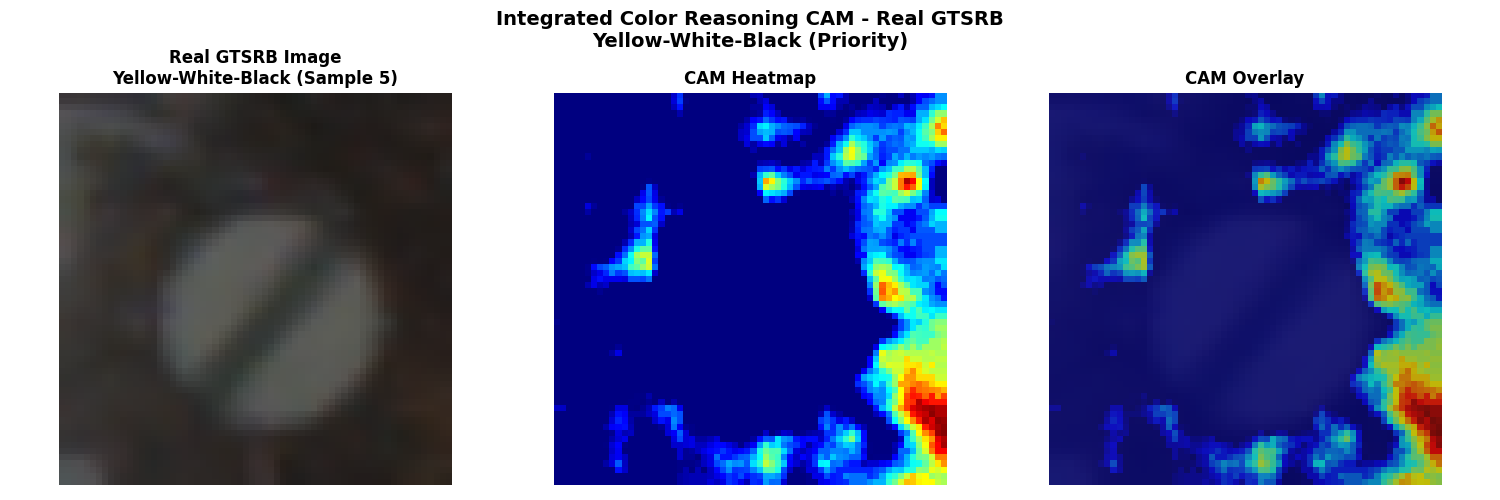 Integrated Color Reasoning CAM - Real GTSRB
Yellow-White-Black (Priority)
Real GTSRB Image
Yellow-White-Black (Sample 5)
CAM Heatmap
CAM Overlay